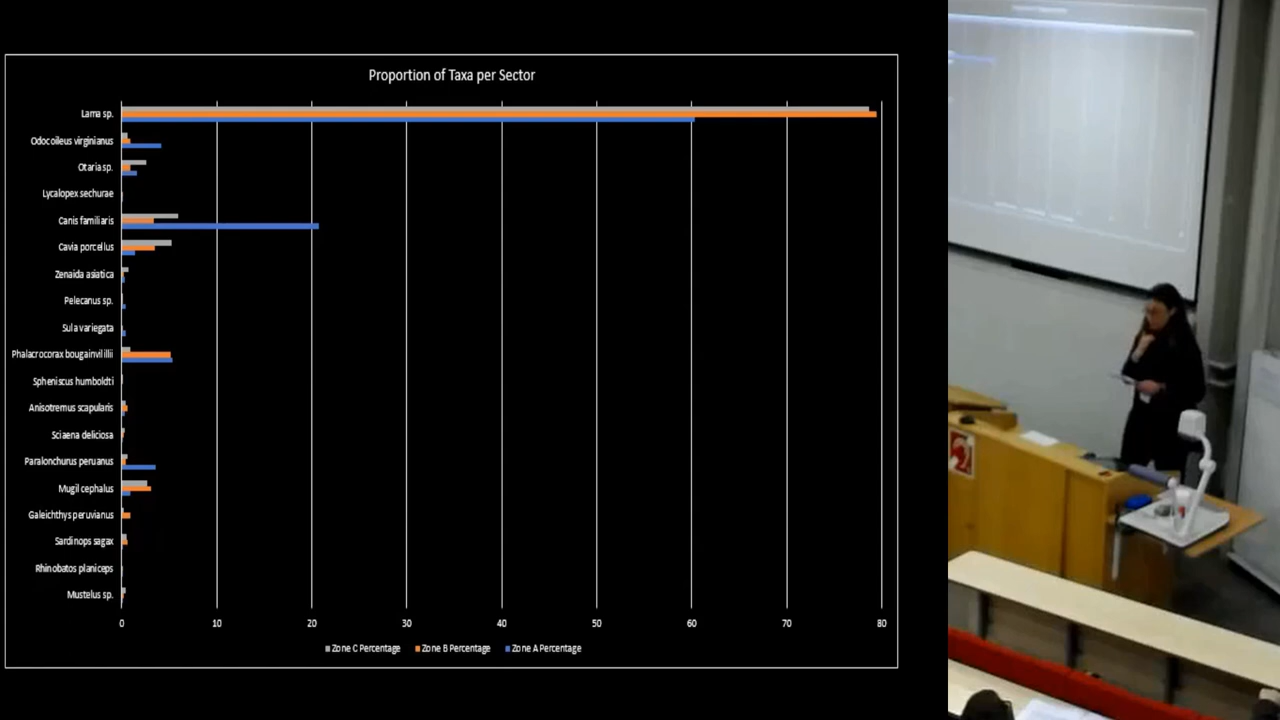 Proportion of Taxa per Sector
Lama sp.
Odocoileus virginianus
Otaria sp.
Lycalopex sechurae
Canis familiaris
Cavia porcellus
Zenaida asiatica
Pelecanus sp.
Sula variegata
Phalacrocorax bougainvillii
Spheniscus humboldti
Anisotremus scapularis
Sciaena deliciosa
Paralonchurus peruanus
Mugil cephalus
Galeichthys peruvianus
Sardinops sagax
Rhinobatos planiceps
Mustelus sp.
0 10 20 30 40 50 60 70 80
Zone C Percentage Zone B Percentage Zone A Percentage